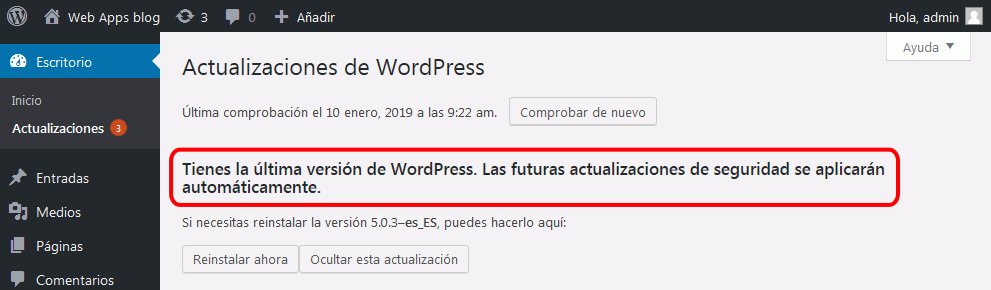 Web Apps blog 3 0 + Añadir Hola, admin
Ayuda
Escritorio
Inicio
Actualizaciones 3
Entradas
Medios
Páginas
Comentarios
Actualizaciones de WordPress
Última comprobación el 10 enero, 2019 a las 9:22 am. Comprobar de nuevo
Tienes la última versión de WordPress. Las futuras actualizaciones de seguridad se aplicarán
automáticamente.
Si necesitas reinstalar la versión 5.0.3–es_ES, puedes hacerlo aquí:
Reinstalar ahora Ocultar esta actualización